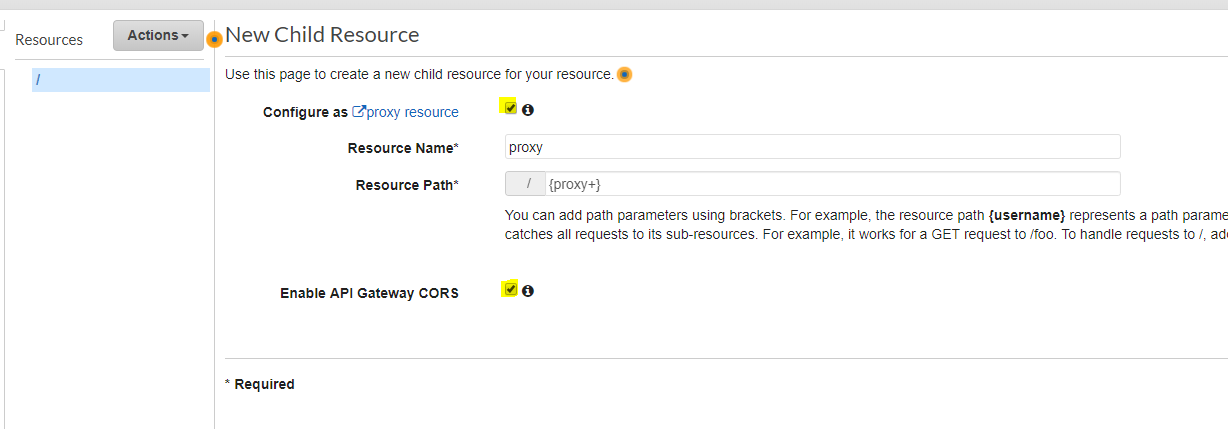 Resources
Actions
New Child Resource
/
Use this page to create a new child resource for your resource.
Configure as proxy resource
Resource Name*
proxy
Resource Path*
/ {proxy+}
You can add path parameters using brackets. For example, the resource path {username} represents a path parame
catches all requests to its sub-resources. For example, it works for a GET request to /foo. To handle requests to /, ad
Enable API Gateway CORS
* Required